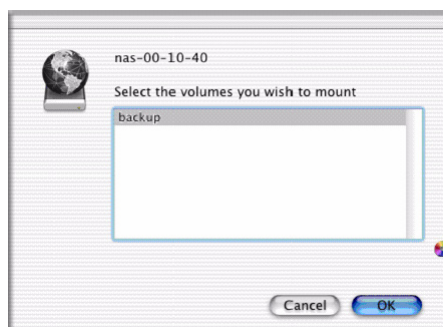 nas-00-10-40
Select the volumes you wish to mount
backup
Cancel
OK